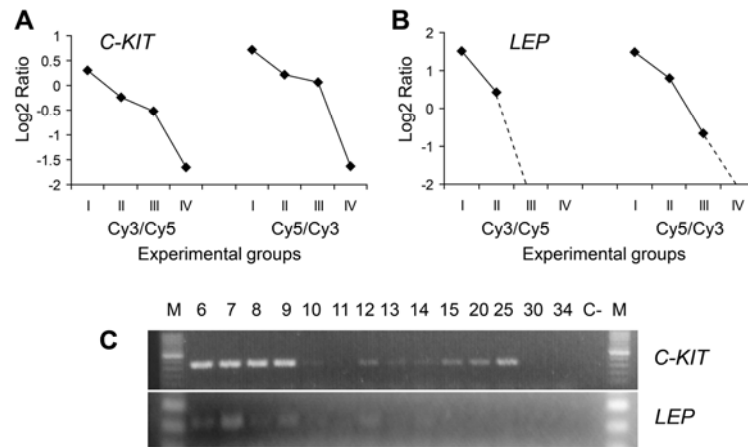 A
C-KIT
Log2 Ratio
1
0.5
0
-0.5
-1
-1.5
-2
I II III IV I II III IV
Cy3/Cy5 Cy5/Cy3
Experimental groups
B
LEP
Log2 Ratio
2
1
0
-1
-2
I II III IV I II III IV
Cy3/Cy5 Cy5/Cy3
Experimental groups
C
M 6 7 8 9 10 11 12 13 14 15 20 25 30 34 C- M
C-KIT
LEP